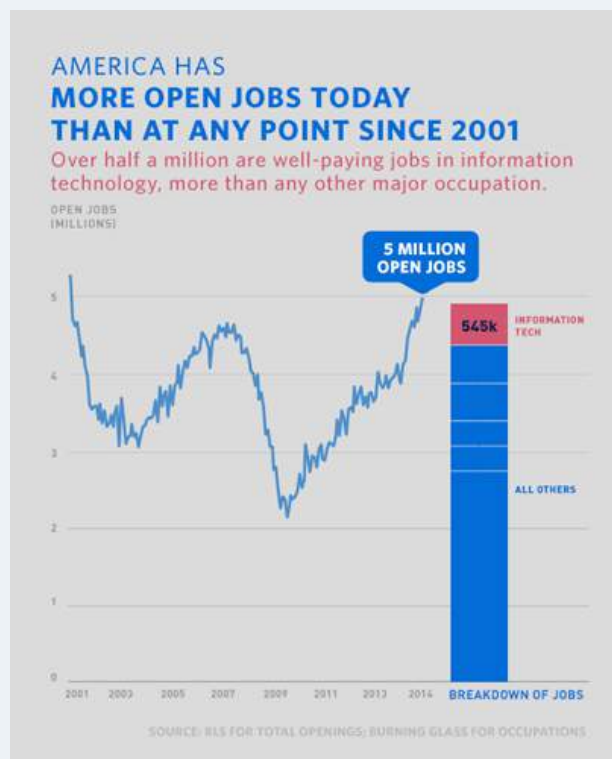 AMERICA HAS
MORE OPEN JOBS TODAY
THAN AT ANY POINT SINCE 2001
Over half a million are well-paying jobs in information
technology, more than any other major occupation.
OPEN JOBS
(MILLIONS)
5 MILLION
OPEN JOBS
5
4
3
2
1
0
545k
INFORMATION
TECH
ALL OTHERS
2001 2003 2005 2007 2009 2011 2013 2014
BREAKDOWN OF JOBS
SOURCE: BLS FOR TOTAL OPENINGS; BURNING GLASS FOR OCCUPATIONS